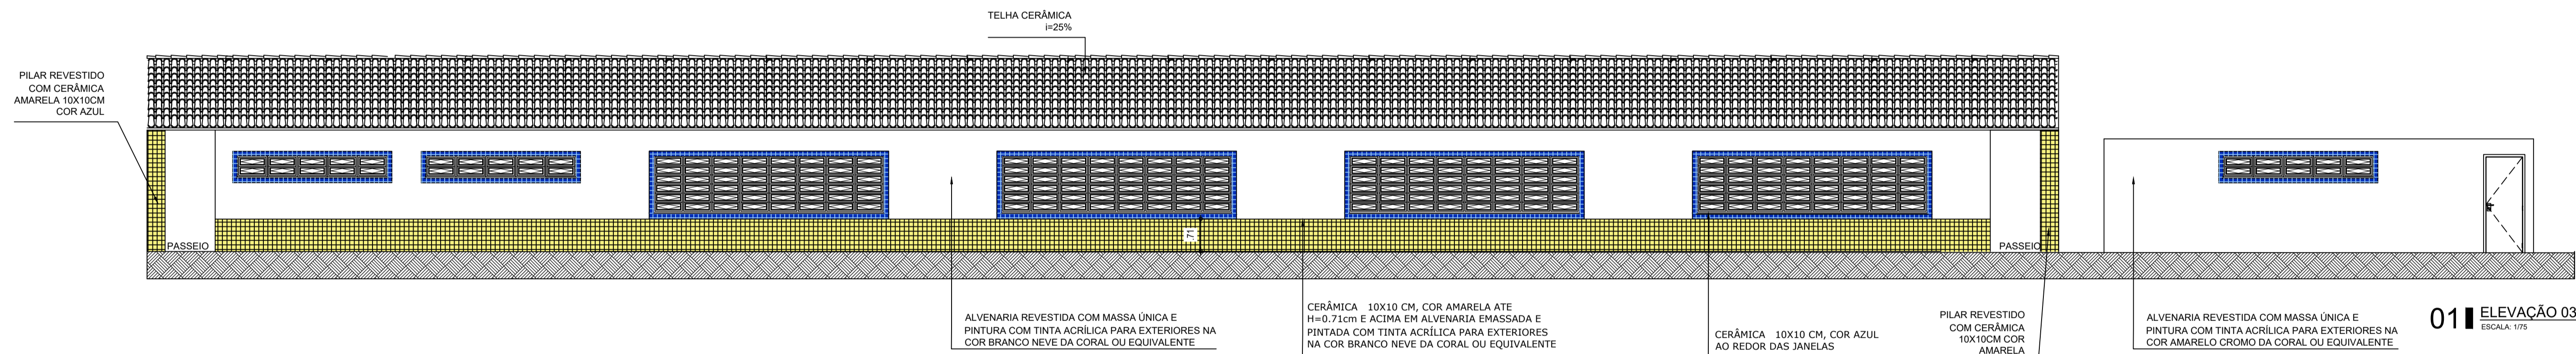 TELHA CERÂMICA
i=25%
PILAR REVESTIDO
COM CERÂMICA
AMARELA 10X10CM
COR AZUL
PASSEIO
.71
PASSEIO
ALVENARIA REVESTIDA COM MASSA ÚNICA E
PINTURA COM TINTA ACRÍLICA PARA EXTERIORES NA
COR BRANCO NEVE DA CORAL OU EQUIVALENTE
CERÂMICA 10X10 CM, COR AMARELA ATE
H=0.71cm E ACIMA EM ALVENARIA EMASSADA E
PINTADA COM TINTA ACRÍLICA PARA EXTERIORES
NA COR BRANCO NEVE DA CORAL OU EQUIVALENTE
CERÂMICA 10X10 CM, COR AZUL
AO REDOR DAS JANELAS
PILAR REVESTIDO
COM CERÂMICA
10X10CM COR
AMARELA
ALVENARIA REVESTIDA COM MASSA ÚNICA E
PINTURA COM TINTA ACRÍLICA PARA EXTERIORES NA
COR AMARELO CROMO DA CORAL OU EQUIVALENTE
01 ELEVAÇÃO 03
ESCALA: 1/75